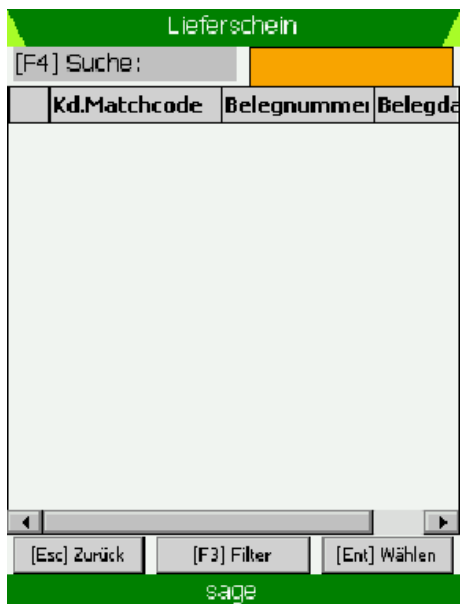 Lieferschein
[F4] Suche:
Kd.Matchcode Belegnummer Belegda
[Esc] Zurück [F3] Filter [Ent] Wählen
sage